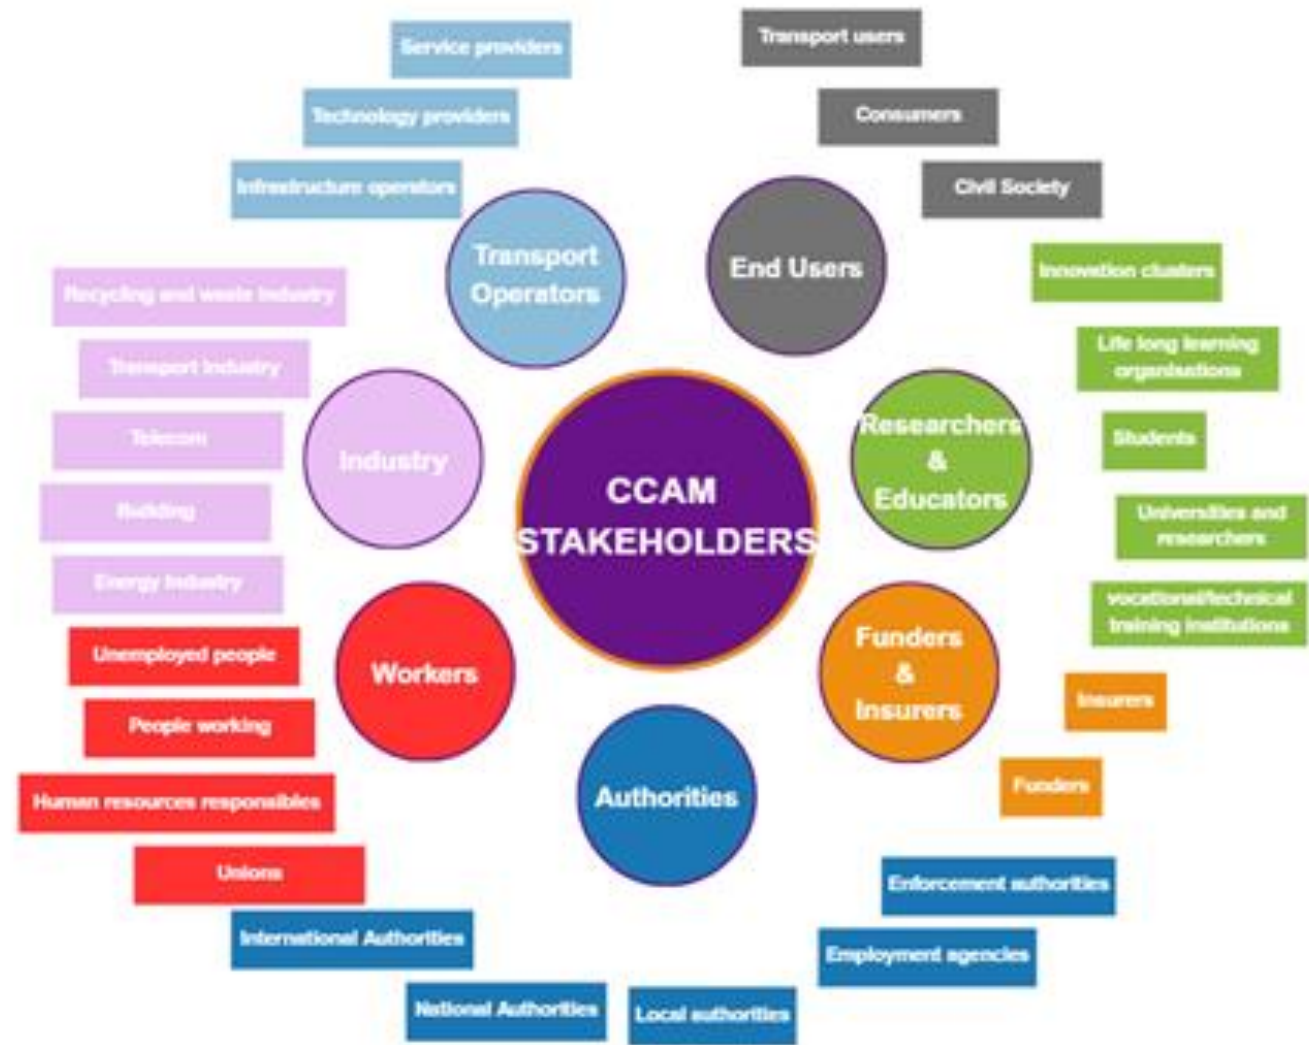 Service providers
Technology providers
Infrastructure operators
Transport users
Consumers
Civil Society
Transport
Operators
End Users
Innovation clusters
Life long learning
organisations
Students
Universities and
researchers
vocational/technical
training institutions
Recycling and waste industry
Transport industry
Telecom
Building
Energy industry
Industry
Researchers
&
Educators
CCAM
STAKEHOLDERS
Unemployed people
People working
Human resources responsibles
Unions
Workers
Funders
&
Insurers
Insurers
Funders
Authorities
International Authorities
National Authorities
Local authorities
Employment agencies
Enforcement authorities